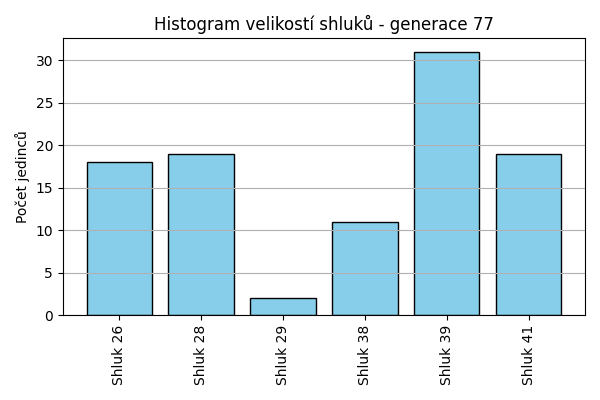 Histogram velikostí shluků - generace 77
Počet jedinců
30
25
20
15
10
5
0
Shluk 26
Shluk 28
Shluk 29
Shluk 38
Shluk 39
Shluk 41